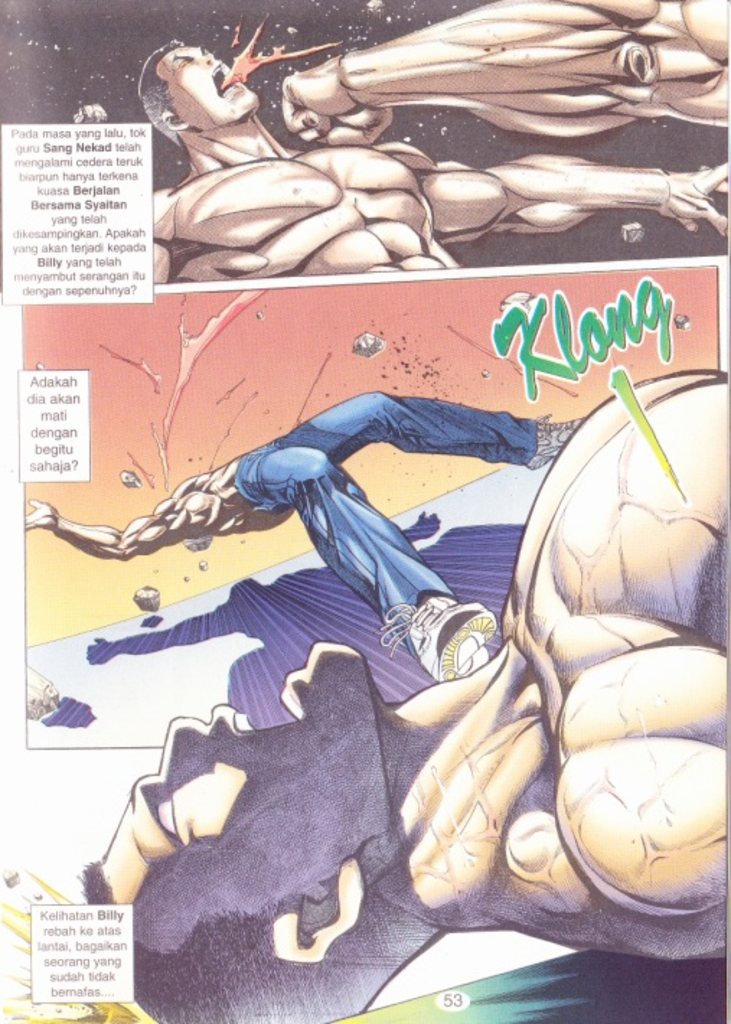 Pada masa yang lalu, tok
guru Sang Nekad telah
mengalami cedera teruk
biarpun hanya terkena
kuasa Berjalan
Bersama Syaitan
yang telah
dikesampingkan. Apakah
yang akan terjadi kepada
Billy yang telah
menyambut serangan itu
dengan sepenuhnya?
Klong
Adakah
dia akan
mati
dengan
begitu
sahaja?
Kelihatan Billy
rebah ke atas
lantai, bagaikan
seorang yang
sudah tidak
bernafas....
53